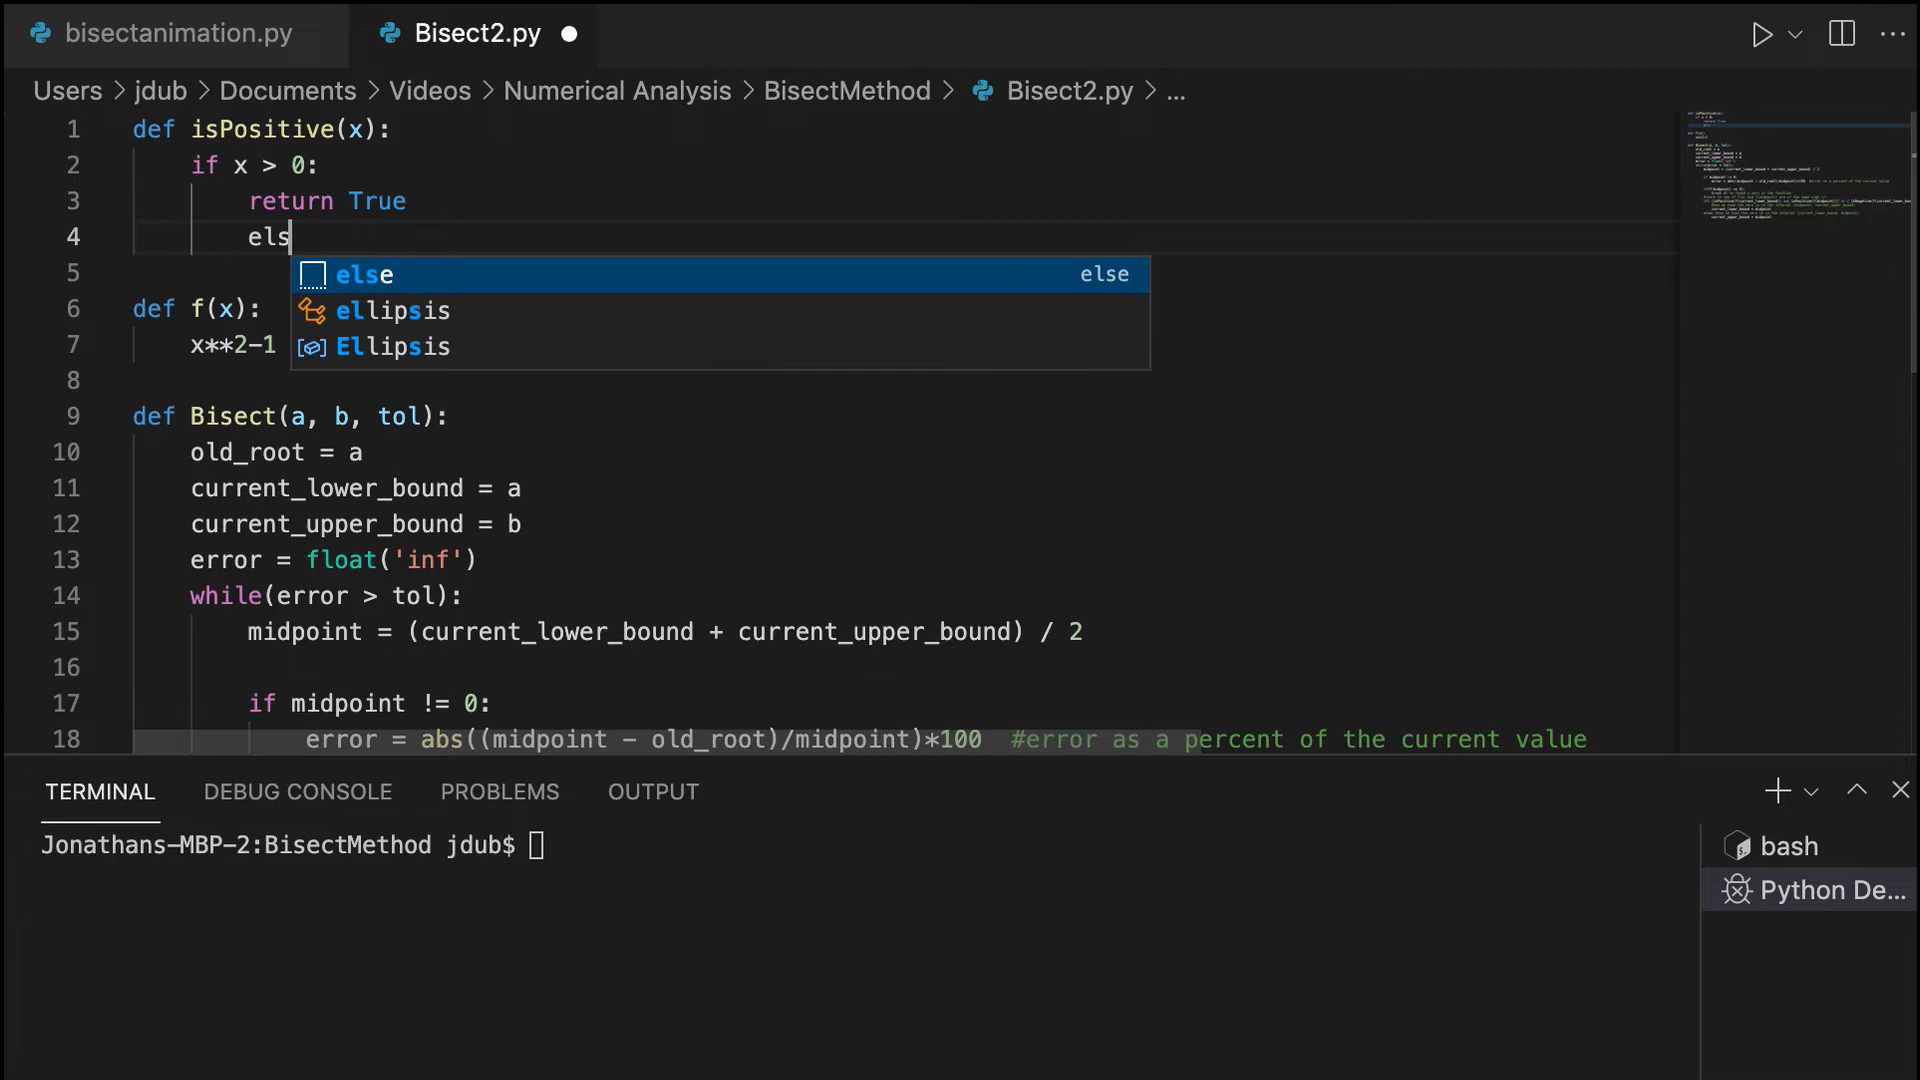 bisectanimation.py
Bisect2.py
Users > jdub > Documents > Videos > Numerical Analysis > BisectMethod > Bisect2.py > ...
1 def isPositive(x):
2 if x > 0:
3 return True
4 els
else else
ellipsis
Ellipsis
5
6 def f(x):
7 x**2-1
8
9 def Bisect(a, b, tol):
10 old_root = a
11 current_lower_bound = a
12 current_upper_bound = b
13 error = float('inf')
14 while(error > tol):
15 midpoint = (current_lower_bound + current_upper_bound) / 2
16
17 if midpoint != 0:
18 error = abs((midpoint - old_root)/midpoint)*100 #error as a percent of the current value
TERMINAL DEBUG CONSOLE PROBLEMS OUTPUT
Jonathans-MBP-2:BisectMethod jdub$
bash
Python De...